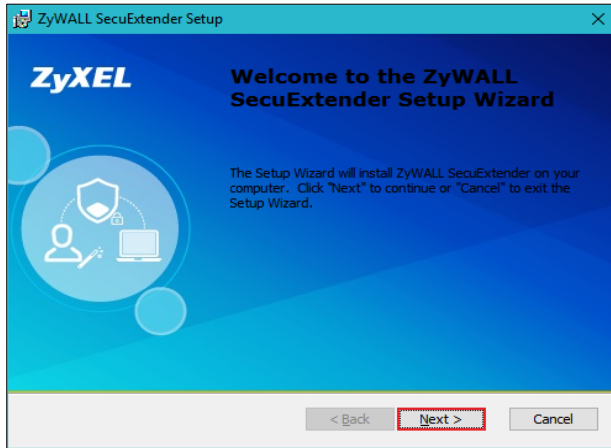 ZyWALL SecuExtender Setup
ZyXEL
Welcome to the ZyWALL
SecuExtender Setup Wizard
The Setup Wizard will install ZyWALL SecuExtender on your
computer. Click "Next" to continue or "Cancel" to exit the
Setup Wizard.
< Back Next > Cancel